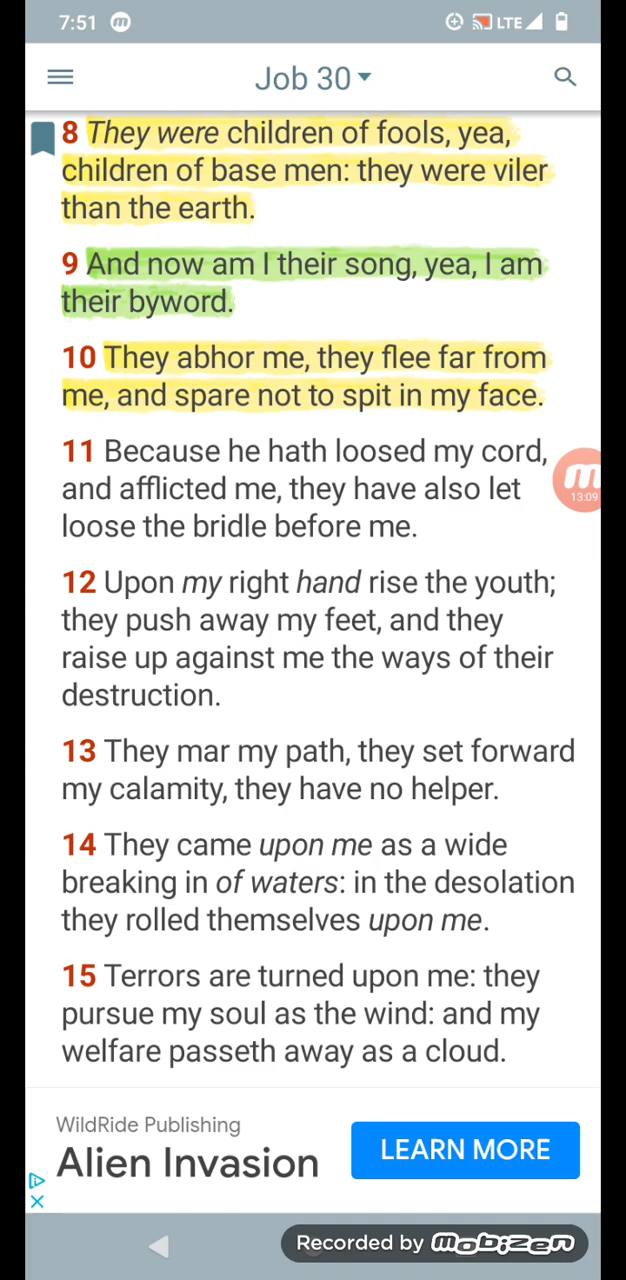 7:51 m LTE
Job 30
8 They were children of fools, yea,
children of base men: they were viler
than the earth.
9 And now am I their song, yea, I am
their byword.
10 They abhor me, they flee far from
me, and spare not to spit in my face.
11 Because he hath loosed my cord,
and afflicted me, they have also let
loose the bridle before me.
m
13:09
12 Upon my right hand rise the youth;
they push away my feet, and they
raise up against me the ways of their
destruction.
13 They mar my path, they set forward
my calamity, they have no helper.
14 They came upon me as a wide
breaking in of waters: in the desolation
they rolled themselves upon me.
15 Terrors are turned upon me: they
pursue my soul as the wind: and my
welfare passeth away as a cloud.
WildRide Publishing
Alien Invasion
LEARN MORE
Recorded by mobizen